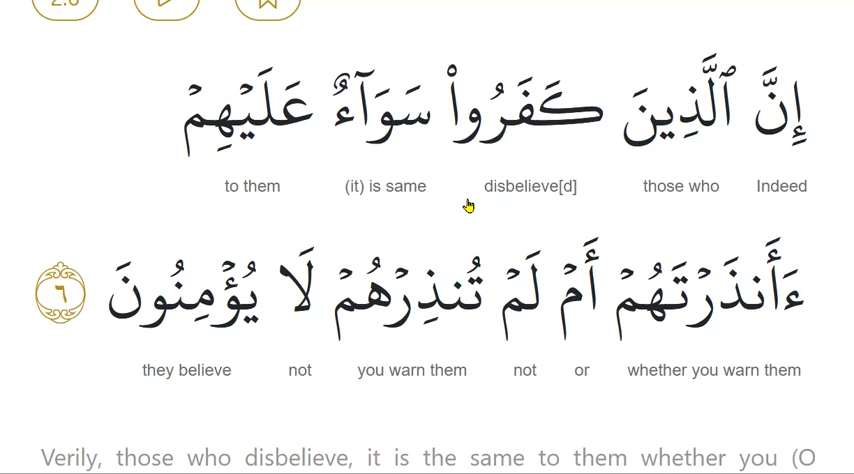 2:6
إِنَّ ٱلَّذِينَ كَفَرُوا۟ سَوَآءٌ عَلَيْهِمْ
to them (it) is same disbelieve[d] those who Indeed
ءَأَنذَرْتَهُمْ أَمْ لَمْ تُنذِرْهُمْ لَا يُؤْمِنُونَ ٦
they believe not you warn them not or whether you warn them
Verily, those who disbelieve, it is the same to them whether you (O